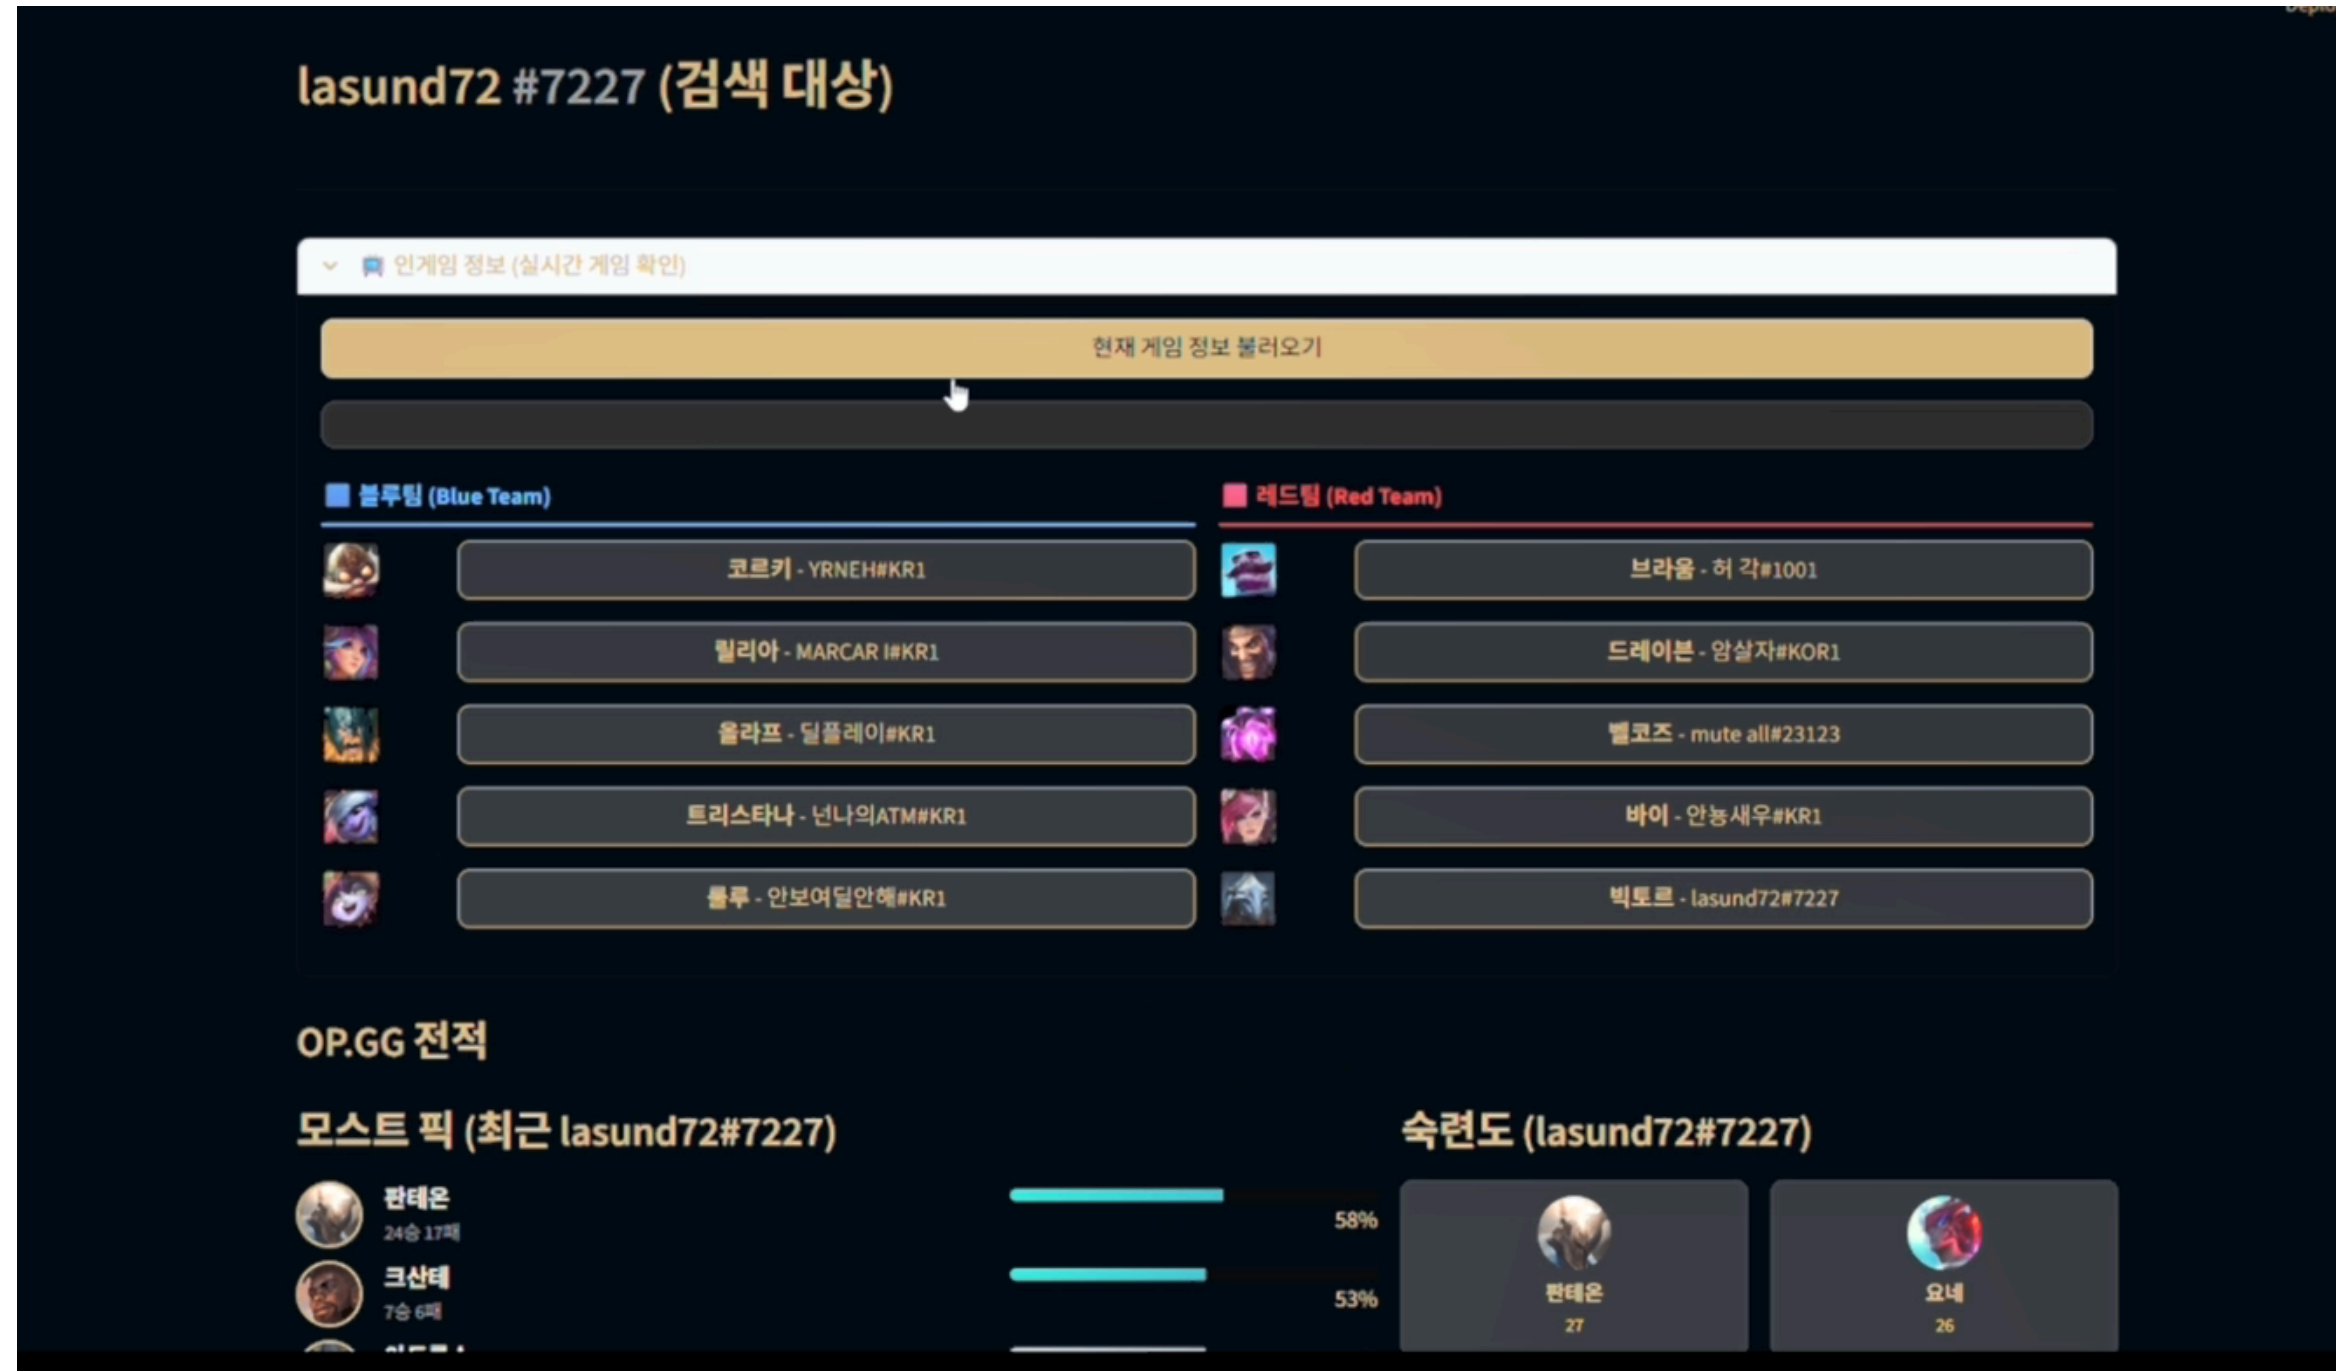 lasund72 #7227 (검색 대상)
인게임 정보 (실시간 게임 확인)
현재 게임 정보 불러오기
블루팀 (Blue Team)
코르키 - YRNEH#KR1
릴리아 - MARCAR I#KR1
올라프 - 딜플레이#KR1
트리스타나 - 넌나의ATM#KR1
룰루 - 안보여딜안해#KR1
레드팀 (Red Team)
브라움 - 허 각#1001
드레이븐 - 암살자#KOR1
벨코즈 - mute all#23123
바이 - 안뇽새우#KR1
빅토르 - lasund72#7227
OP.GG 전적
모스트 픽 (최근 lasund72#7227)
판테온
24승 17패
58%
크산테
7승 6패
53%
숙련도 (lasund72#7227)
판테온
27
요네
26